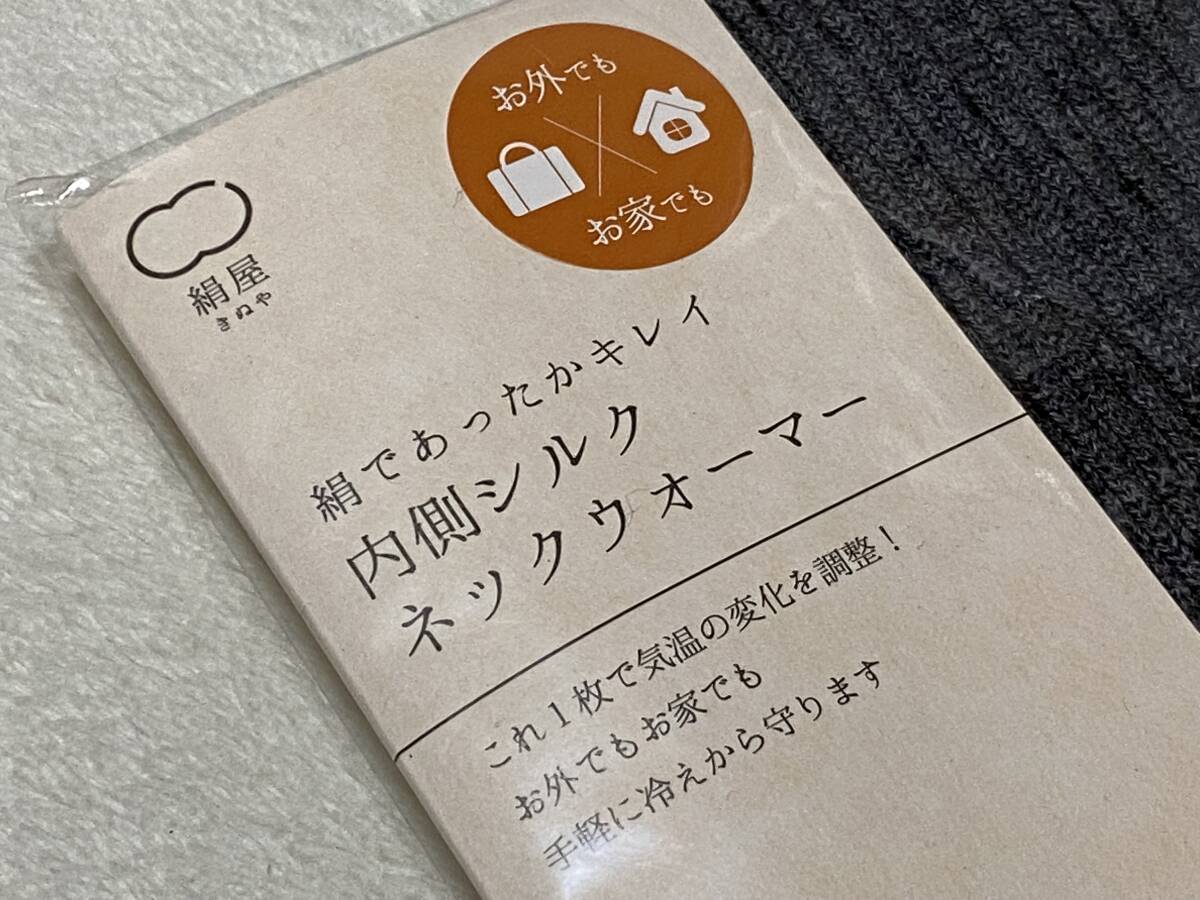 お外でも
お家でも
絹屋
きぬや
絹であったかキレイ
内側シルク
ネックウォーマー
これ1枚で気温の変化を調整！
お外でもお家でも
手軽に冷えから守ります